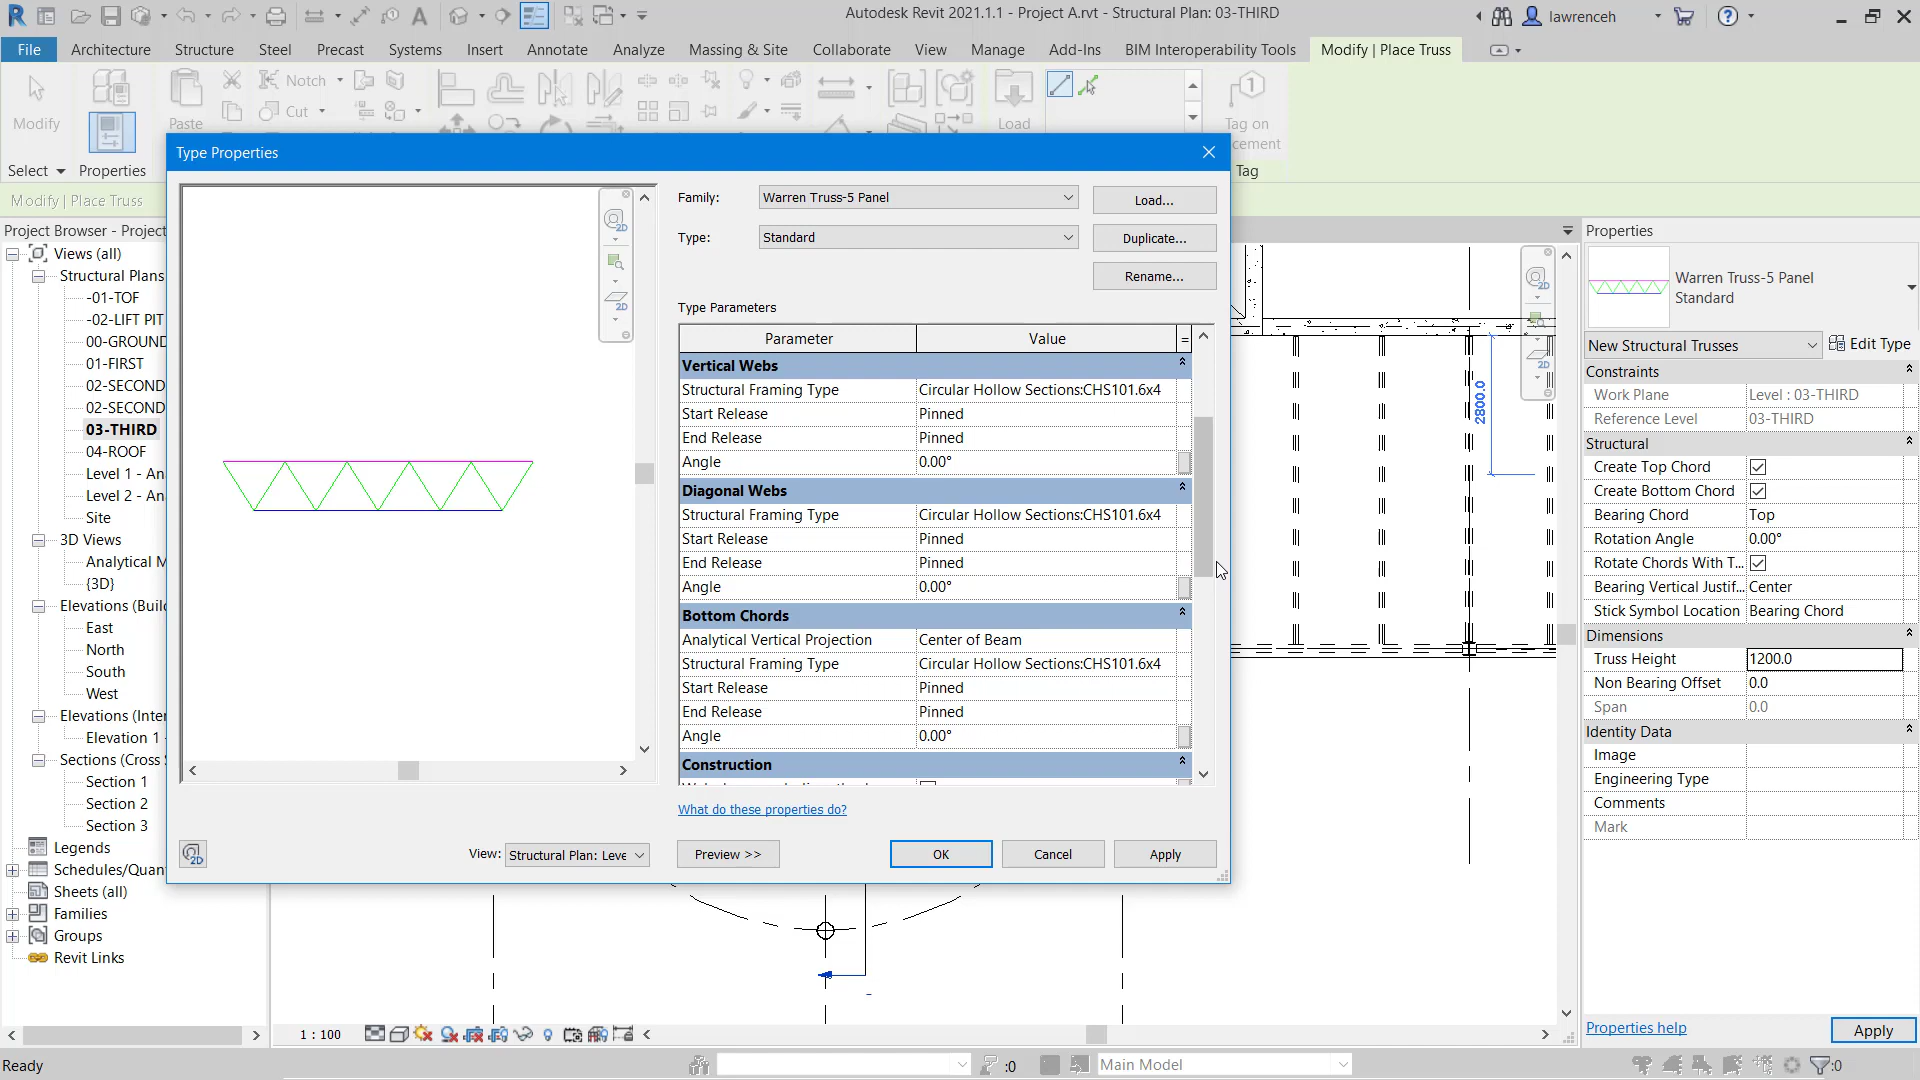 Autodesk Revit 2021.1.1 - Project A.rvt - Structural Plan: 03-THIRD
lawrenceh
File
Architecture
Structure
Steel
Precast
Systems
Insert
Annotate
Analyze
Massing & Site
Collaborate
View
Manage
Add-Ins
BIM Interoperability Tools
Modify | Place Truss
Modify
Paste
Notch
Cut
Load
Tag on
cement
Select
Properties
Tag
Modify | Place Truss
Project Browser - Project
Views (all)
Structural Plans
-01-TOF
-02-LIFT PIT
00-GROUND
01-FIRST
02-SECOND
02-SECOND
03-THIRD
04-ROOF
Level 1 - An
Level 2 - An
Site
3D Views
Analytical M
{3D}
Elevations (Build
East
North
South
West
Elevations (Inter
Elevation 1 -
Sections (Cross S
Section 1
Section 2
Section 3
Legends
Schedules/Quan
Sheets (all)
Families
Groups
Revit Links
Type Properties
Family:
Warren Truss-5 Panel
Load...
Type:
Standard
Duplicate...
Rename...
Type Parameters
Parameter
Value
=
Vertical Webs
Structural Framing Type
Circular Hollow Sections:CHS101.6x4
Start Release
Pinned
End Release
Pinned
Angle
0.00°
Diagonal Webs
Structural Framing Type
Circular Hollow Sections:CHS101.6x4
Start Release
Pinned
End Release
Pinned
Angle
0.00°
Bottom Chords
Analytical Vertical Projection
Center of Beam
Structural Framing Type
Circular Hollow Sections:CHS101.6x4
Start Release
Pinned
End Release
Pinned
Angle
0.00°
Construction
What do these properties do?
View:
Structural Plan: Leve
Preview >>
OK
Cancel
Apply
2D
2D
2D
2800.0
2D
2D
Properties
Warren Truss-5 Panel
Standard
New Structural Trusses
Edit Type
Constraints
Work Plane
Level : 03-THIRD
Reference Level
03-THIRD
Structural
Create Top Chord
Create Bottom Chord
Bearing Chord
Top
Rotation Angle
0.00°
Rotate Chords With T...
Bearing Vertical Justif...
Center
Stick Symbol Location
Bearing Chord
Dimensions
Truss Height
1200.0
Non Bearing Offset
0.0
Span
0.0
Identity Data
Image
Engineering Type
Comments
Mark
Properties help
Apply
1 : 100
Ready
:0
Main Model
:0